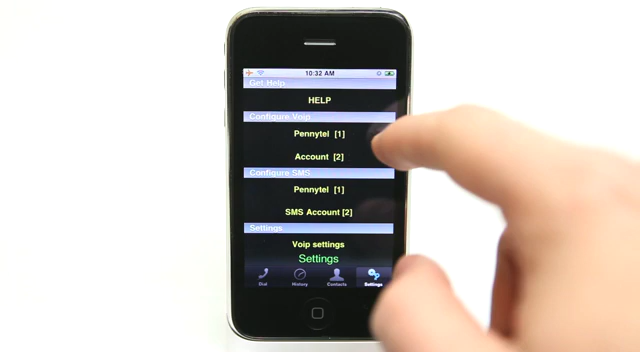 10:32 AM
Get Help
HELP
Configure Voip
Pennytel [1]
Account [2]
Configure SMS
Pennytel [1]
SMS Account [2]
Settings
Voip settings
Settings
Dial History Contacts Settings